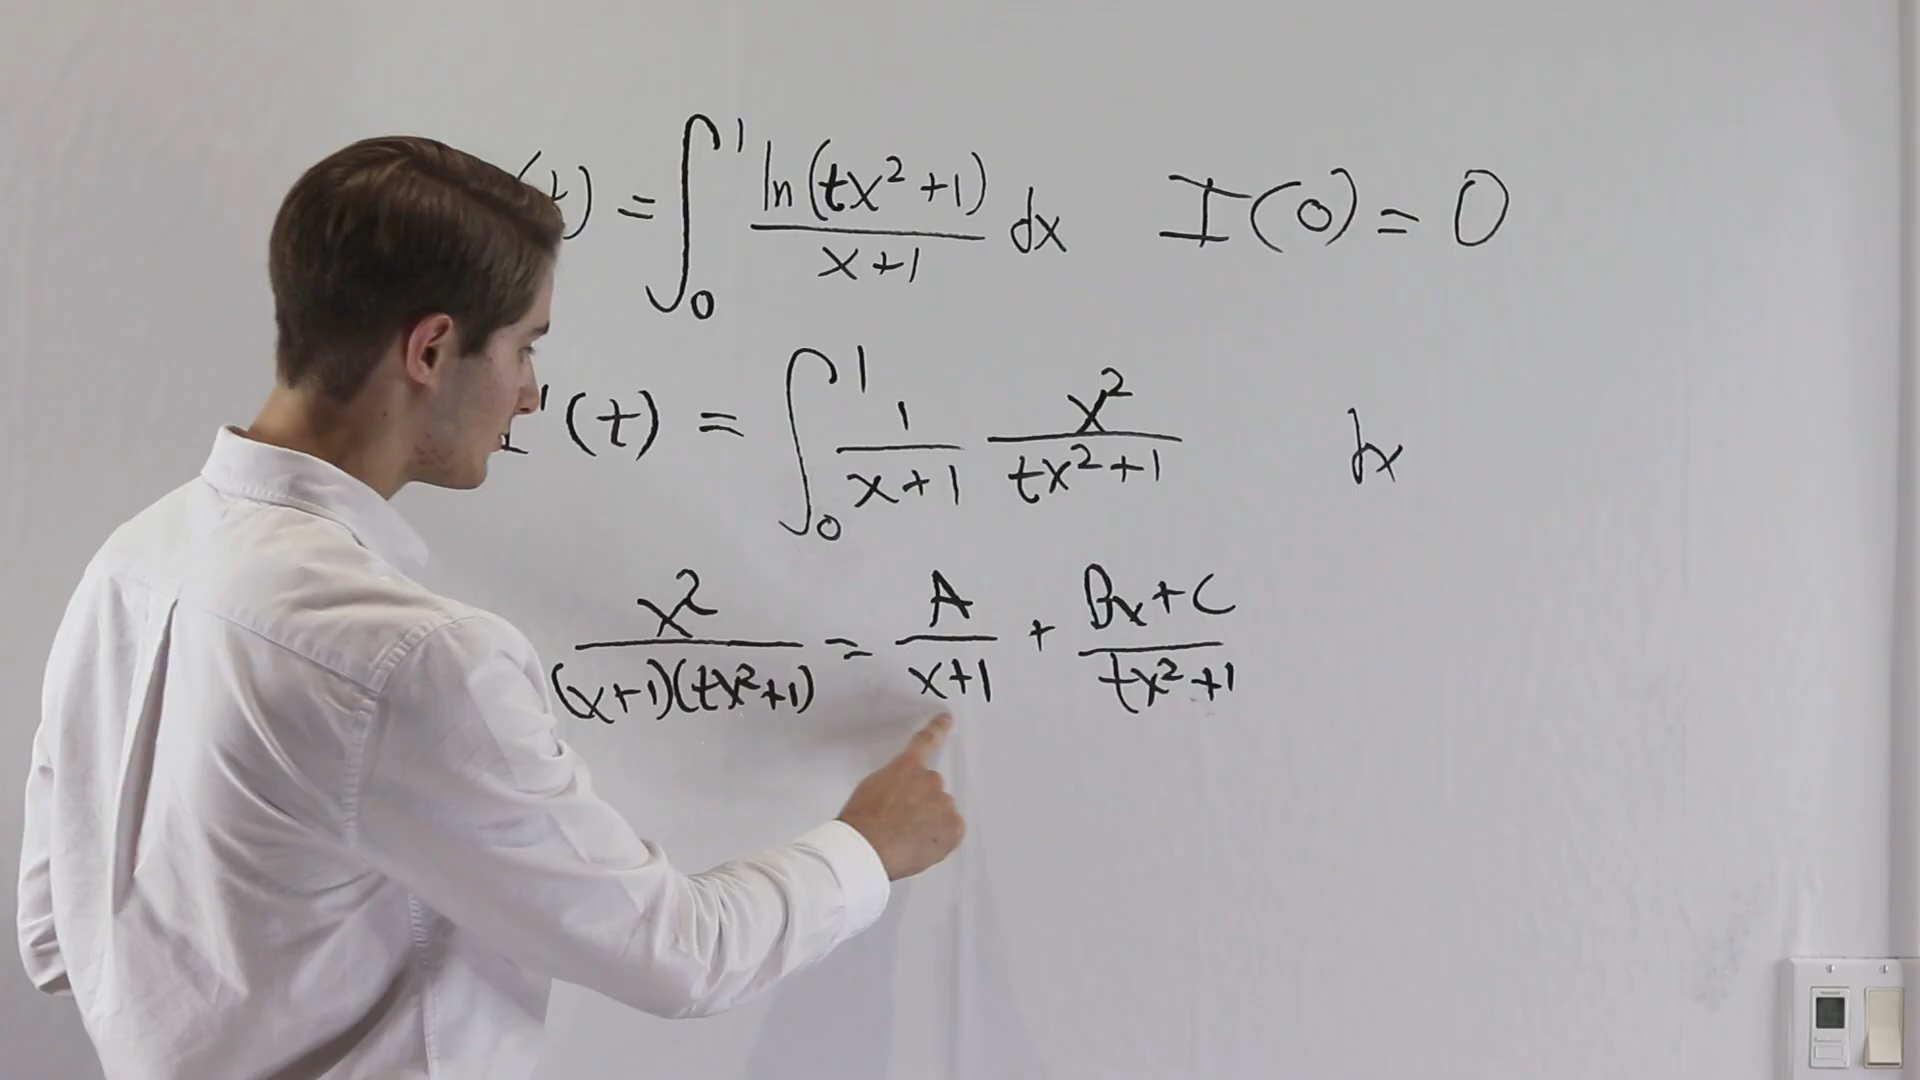 (t) = ∫₀¹ ln(tx²+1)/(x+1) dx I(0) = 0
I'(t) = ∫₀¹ 1/(x+1) x²/(tx²+1) dx
x²/((x+1)(tx²+1)) = A/(x+1) + (Bx+C)/(tx²+1)